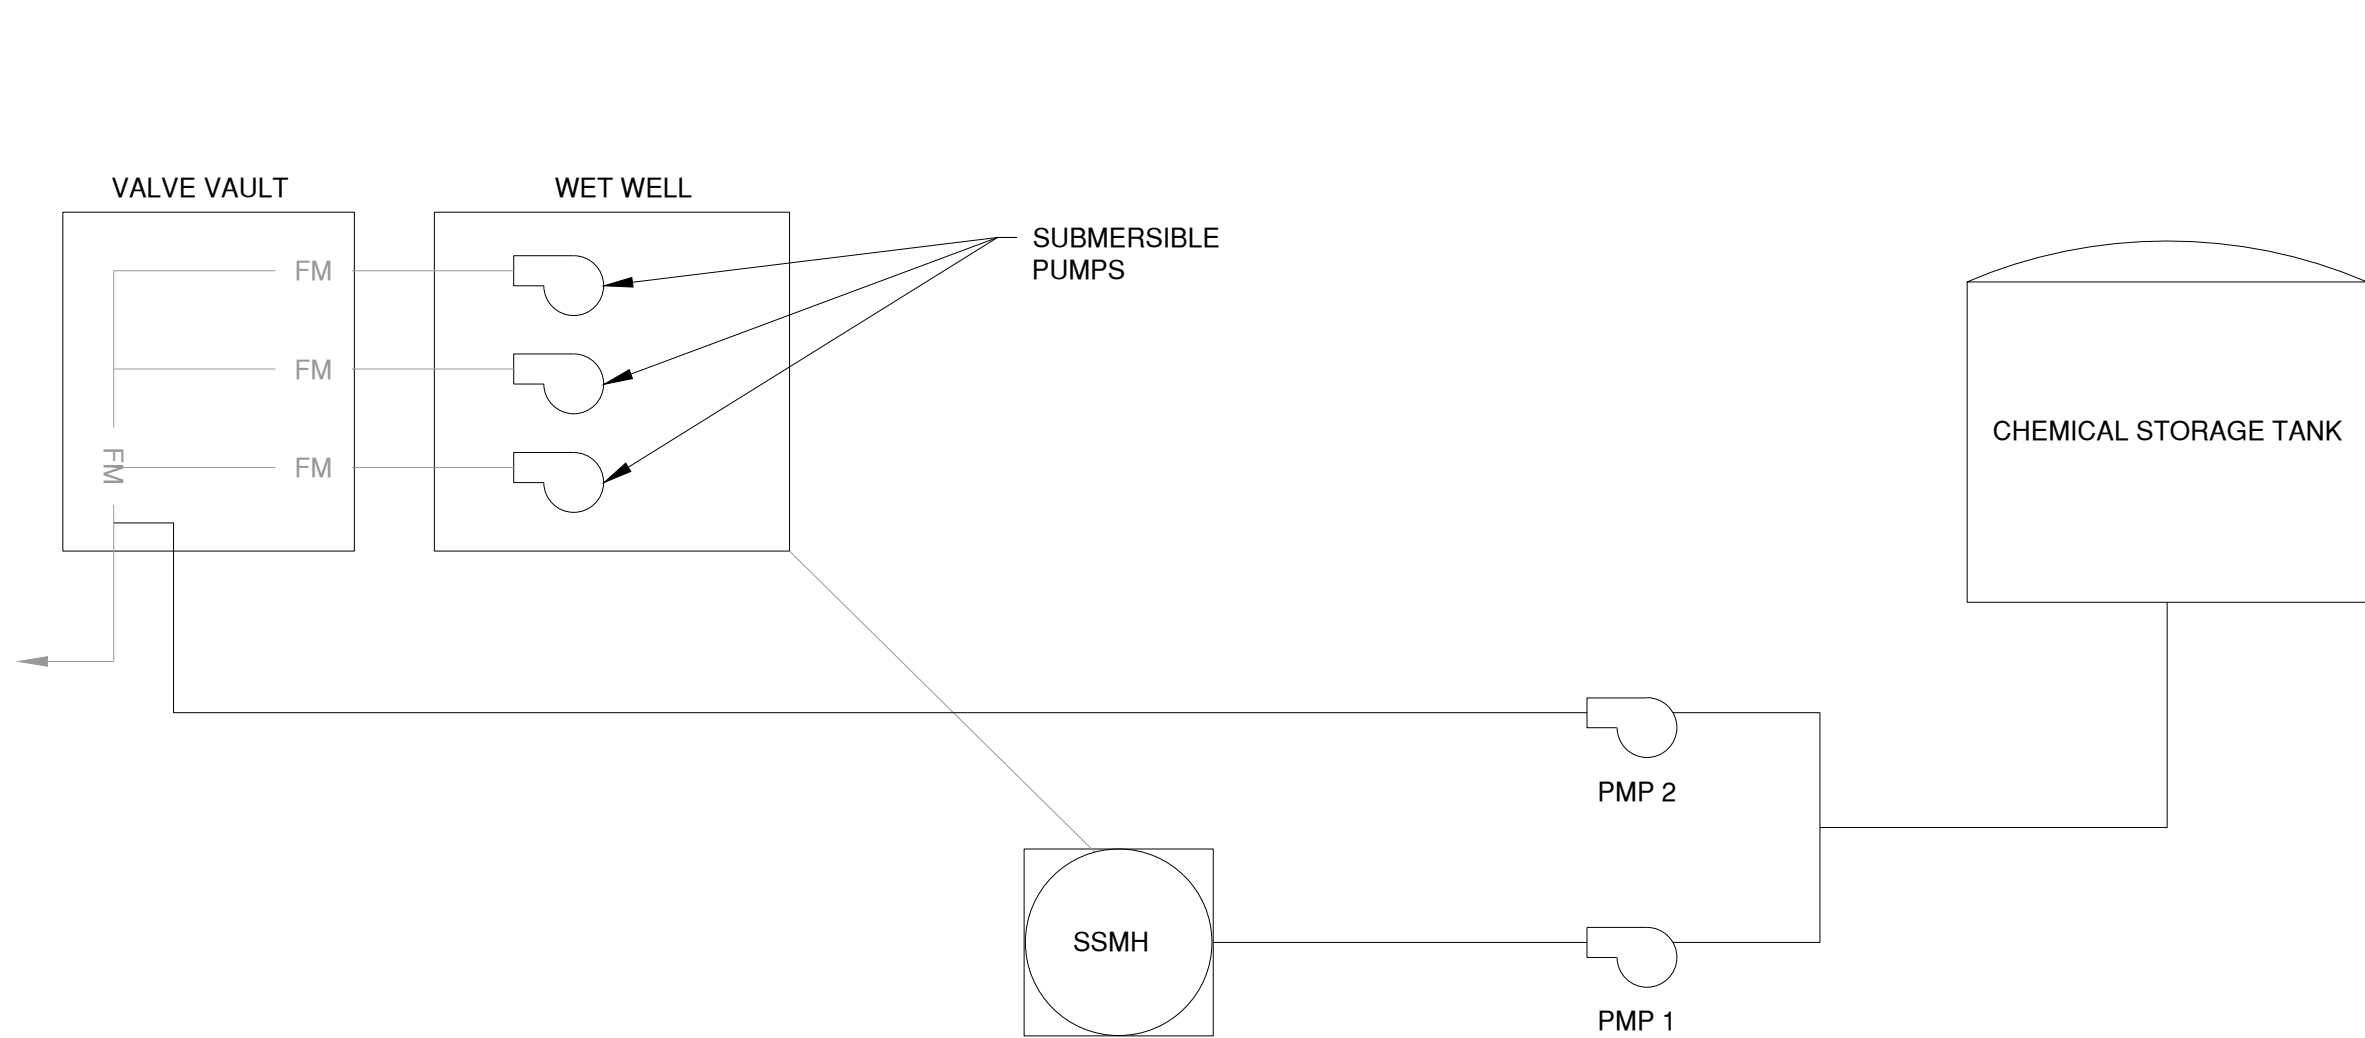 VALVE VAULT
WET WELL
SUBMERSIBLE
PUMPS
FM
FM
FM
FM
CHEMICAL STORAGE TANK
PMP 2
SSMH
PMP 1